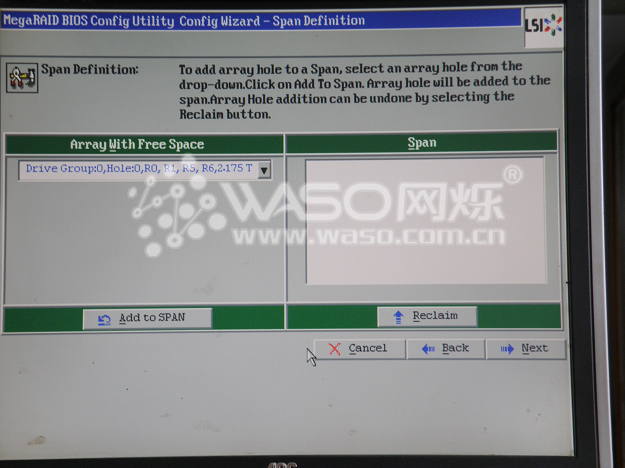 MegaRAID BIOS Config Utility Config Wizard - Span Definition
LSI
Span Definition:
To add array hole to a Span, select an array hole from the
drop-down.Click on Add To Span. Array hole will be added to the
span.Array Hole addition can be undone by selecting the
Reclaim button.
Array With Free Space
Span
Drive Group:0,Hole:0,R0, R1, R5, R6,2.175 T
WASO网烁®
www.waso.com.cn
Add to SPAN
Reclaim
Cancel
Back
Next